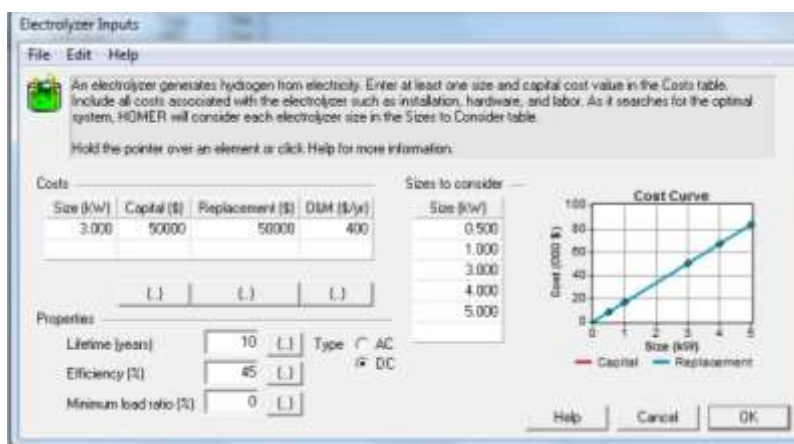 Electrolyzer Inputs
File Edit Help
An electrolyzer generates hydrogen from electricity. Enter at least one size and capital cost value in the Costs table.
Include all costs associated with the electrolyzer such as installation, hardware, and labor. As it searches for the optimal
system, HOMER will consider each electrolyzer size in the Sizes to Consider table.
Hold the pointer over an element or click Help for more information.
Costs
Size (kW) Capital ($) Replacement ($) O&M ($/yr)
3.000 50000 50000 400
{..} {..} {..}
Sizes to consider
Size (kW)
0.500
1.000
3.000
4.000
5.000
Cost Curve
Cost (000 $)
100
80
60
40
20
0
0 1 2 3 4 5
Size (kW)
Capital Replacement
Properties
Lifetime (years) 10 {..} Type AC
DC
Efficiency (%) 45 {..}
Minimum load ratio (%) 0 {..}
Help Cancel OK